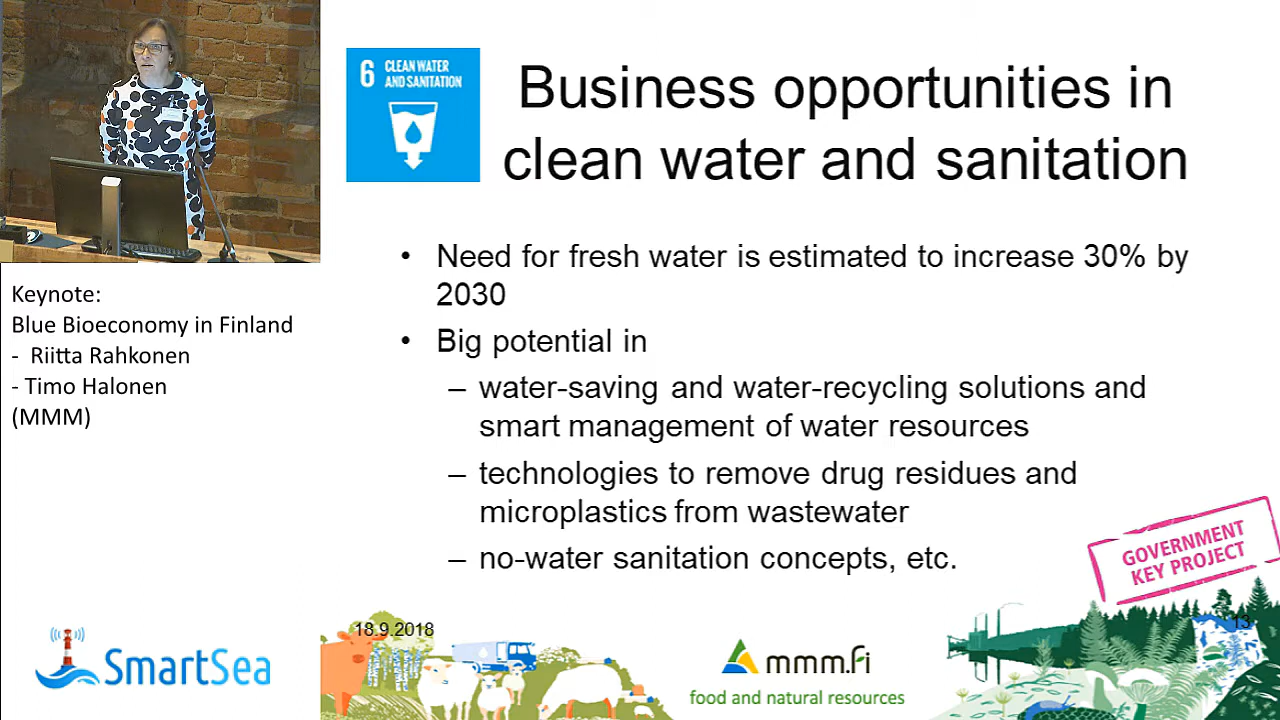 6 CLEAN WATER
AND SANITATION
Business opportunities in
clean water and sanitation
• Need for fresh water is estimated to increase 30% by
2030
• Big potential in
– water-saving and water-recycling solutions and
smart management of water resources
– technologies to remove drug residues and
microplastics from wastewater
– no-water sanitation concepts, etc.
Keynote:
Blue Bioeconomy in Finland
- Riitta Rahkonen
- Timo Halonen
(MMM)
GOVERNMENT
KEY PROJECT
18.9.2018
13
SmartSea
mmm.fi
food and natural resources